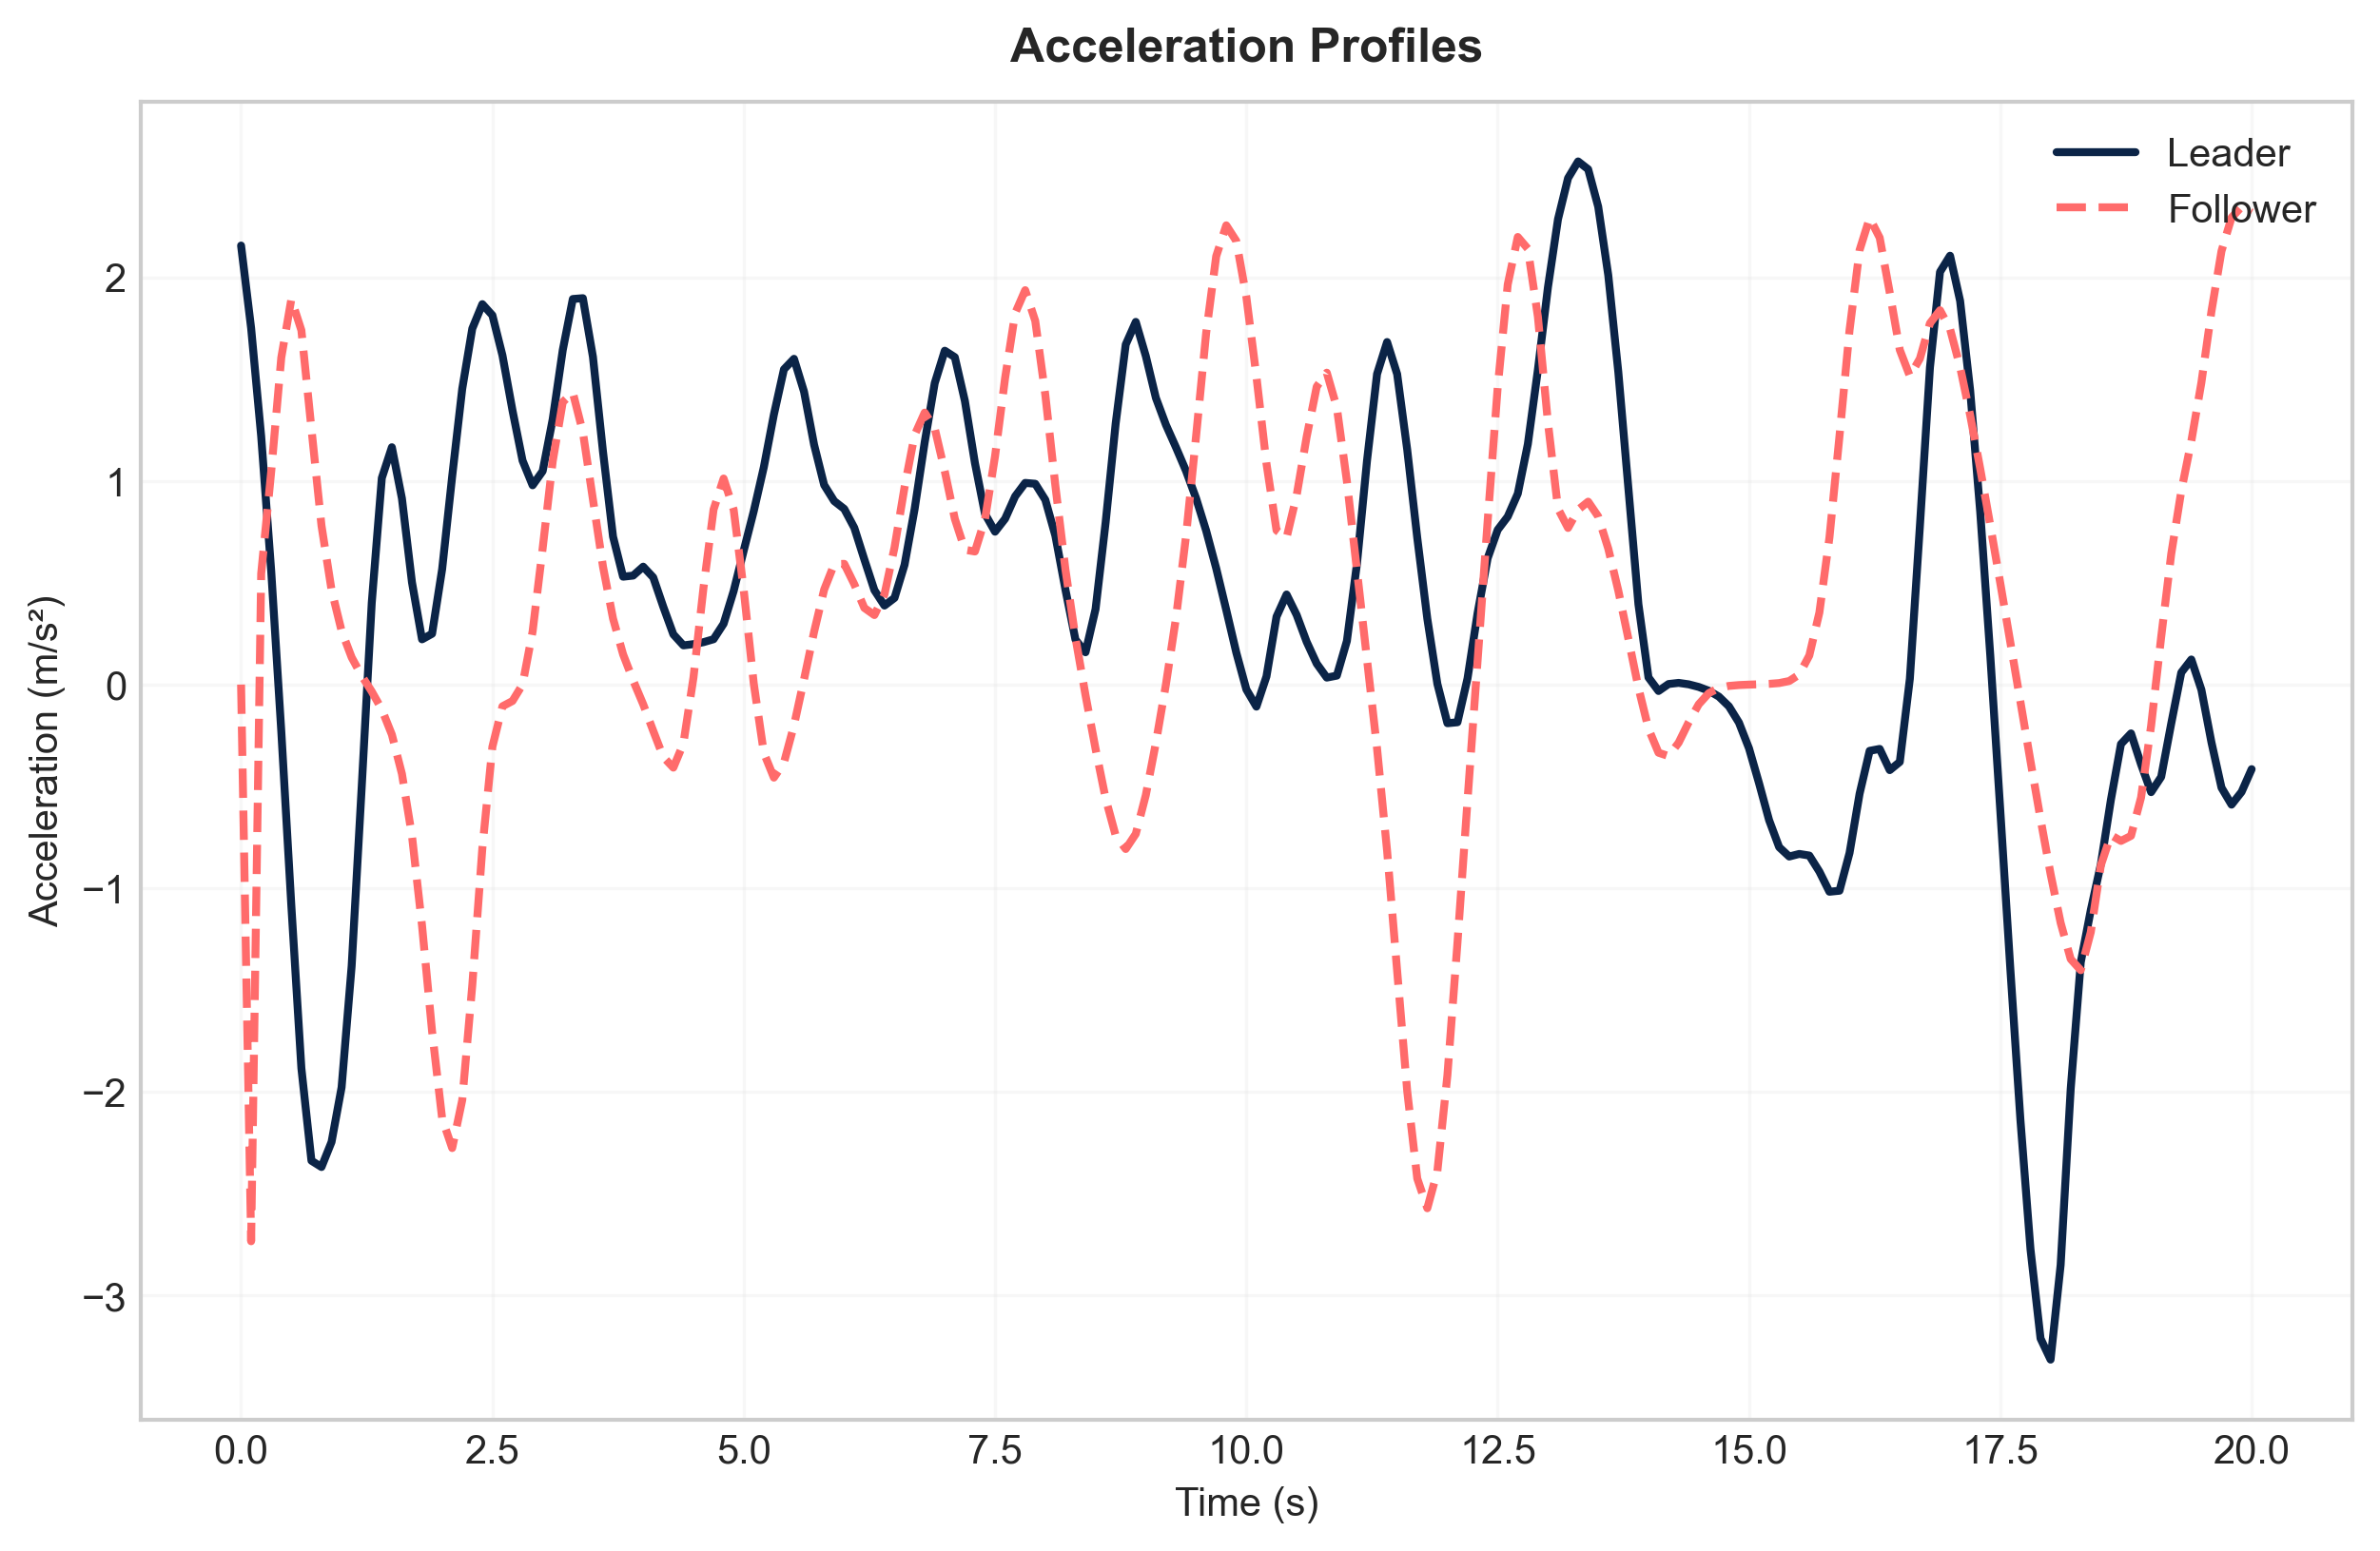 Acceleration Profiles
Leader
Follower
Acceleration (m/s²)
2
1
0
−1
−2
−3
0.0 2.5 5.0 7.5 10.0 12.5 15.0 17.5 20.0
Time (s)